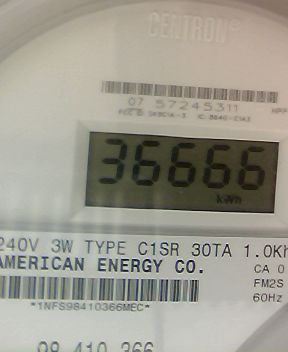 CENTRON®
07 57245311
36666
kWh
240V 3W TYPE C1SR 30TA 1.0Kh
AMERICAN ENERGY CO.
CA 0
FM2S
60Hz
*1NFS98410366MEC*
98 410 366